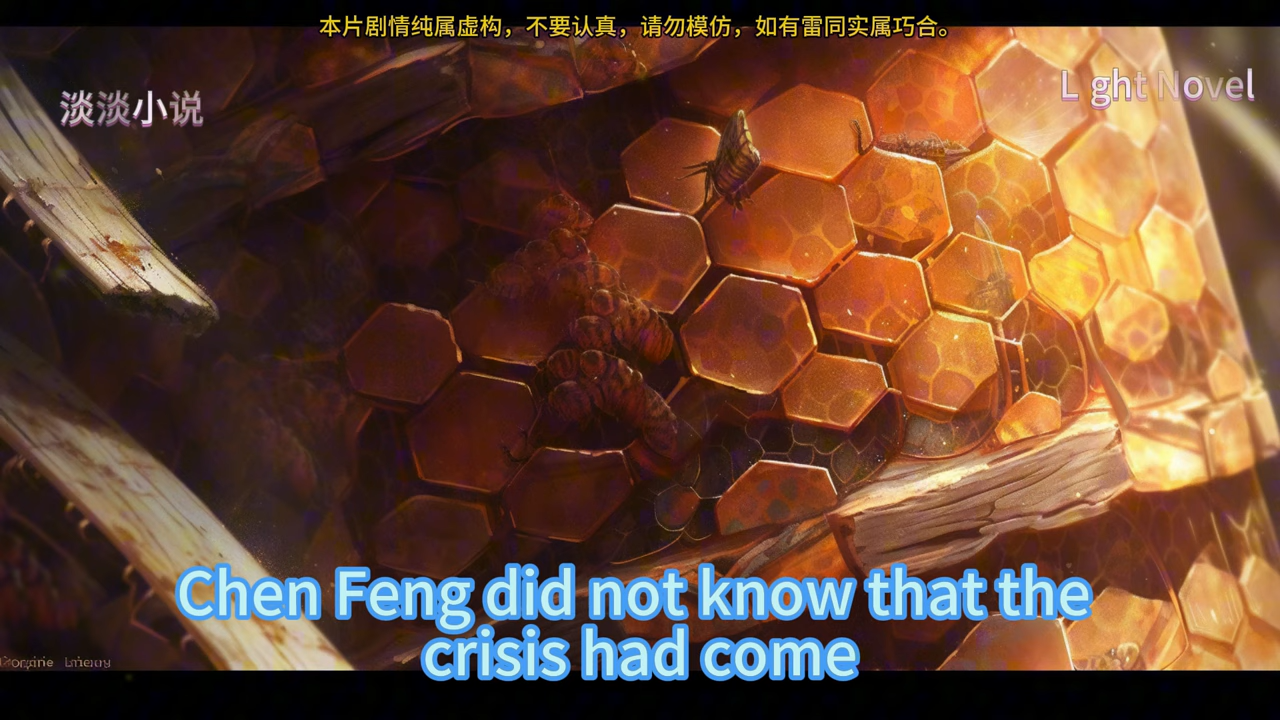 本片剧情纯属虚构，不要认真，请勿模仿，如有雷同实属巧合。
淡淡小说
L ght Novel
Chen Feng did not know that the
crisis had come